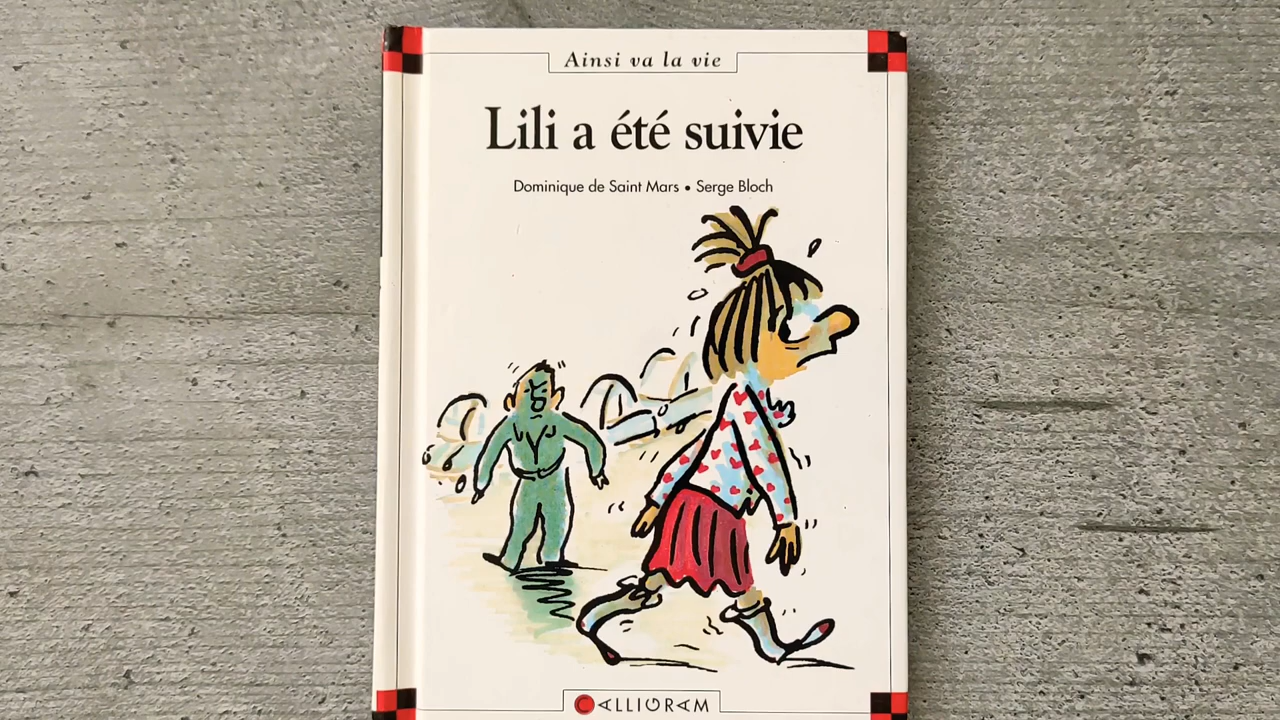 Ainsi va la vie
Lili a été suivie
Dominique de Saint Mars • Serge Bloch
CALLIGRAM